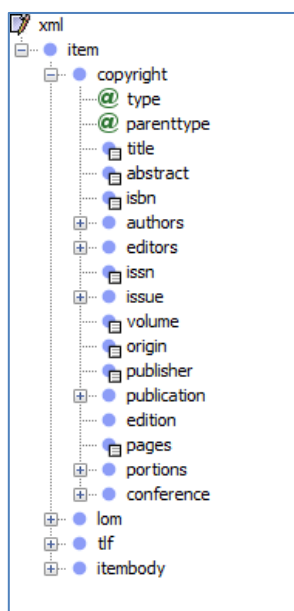 xml
item
copyright
@ type
@ parenttype
title
abstract
isbn
authors
editors
issn
issue
volume
origin
publisher
publication
edition
pages
portions
conference
lom
tlf
itembody